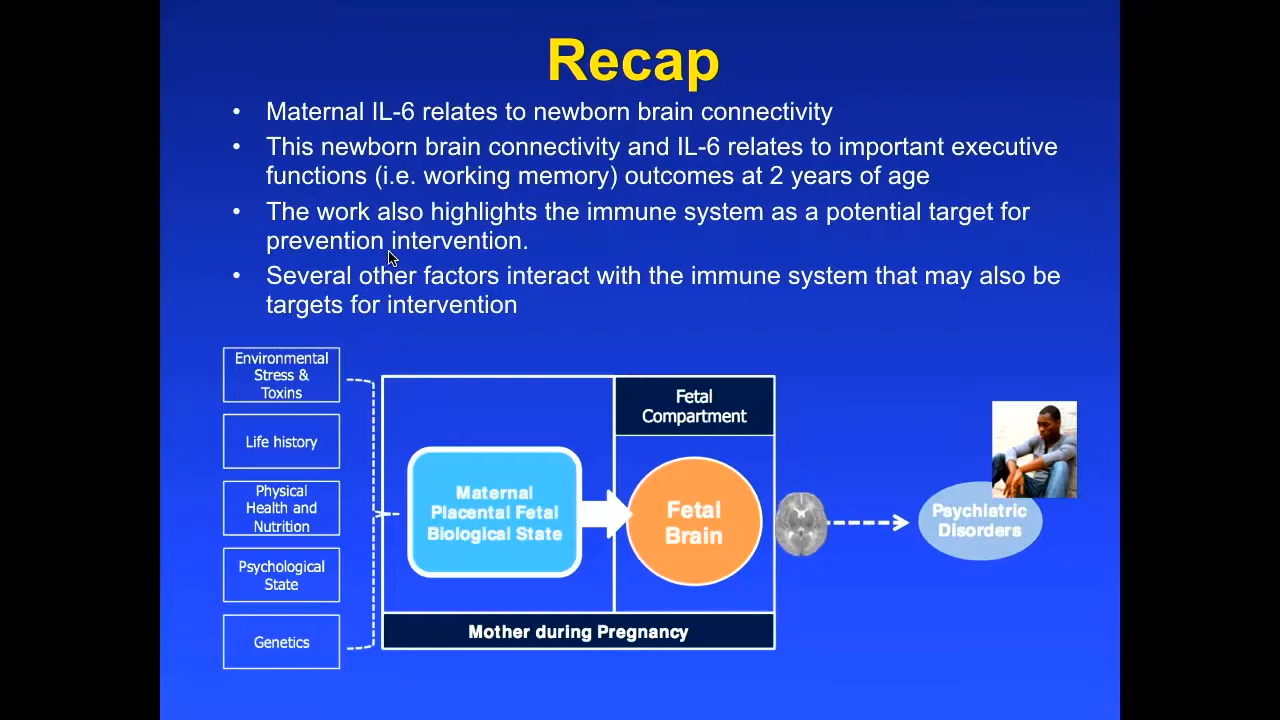 Recap
• Maternal IL-6 relates to newborn brain connectivity
• This newborn brain connectivity and IL-6 relates to important executive
functions (i.e. working memory) outcomes at 2 years of age
• The work also highlights the immune system as a potential target for
prevention intervention.
• Several other factors interact with the immune system that may also be
targets for intervention
Environmental
Stress &
Toxins
Life history
Physical
Health and
Nutrition
Psychological
State
Genetics
Maternal
Placental Fetal
Biological State
Fetal
Compartment
Fetal
Brain
Mother during Pregnancy
Psychiatric
Disorders